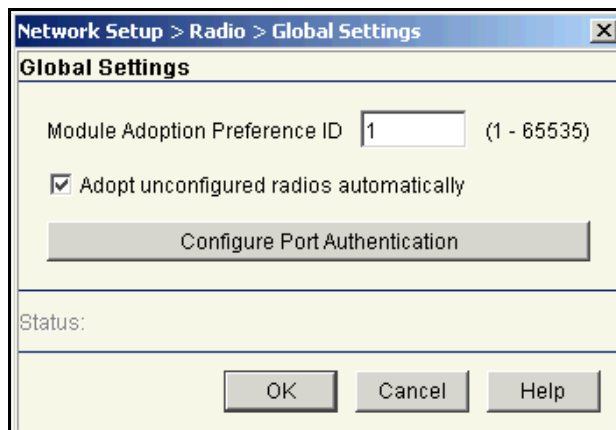 Network Setup > Radio > Global Settings
Global Settings
Module Adoption Preference ID 1 (1 - 65535)
Adopt unconfigured radios automatically
Configure Port Authentication
Status:
OK Cancel Help